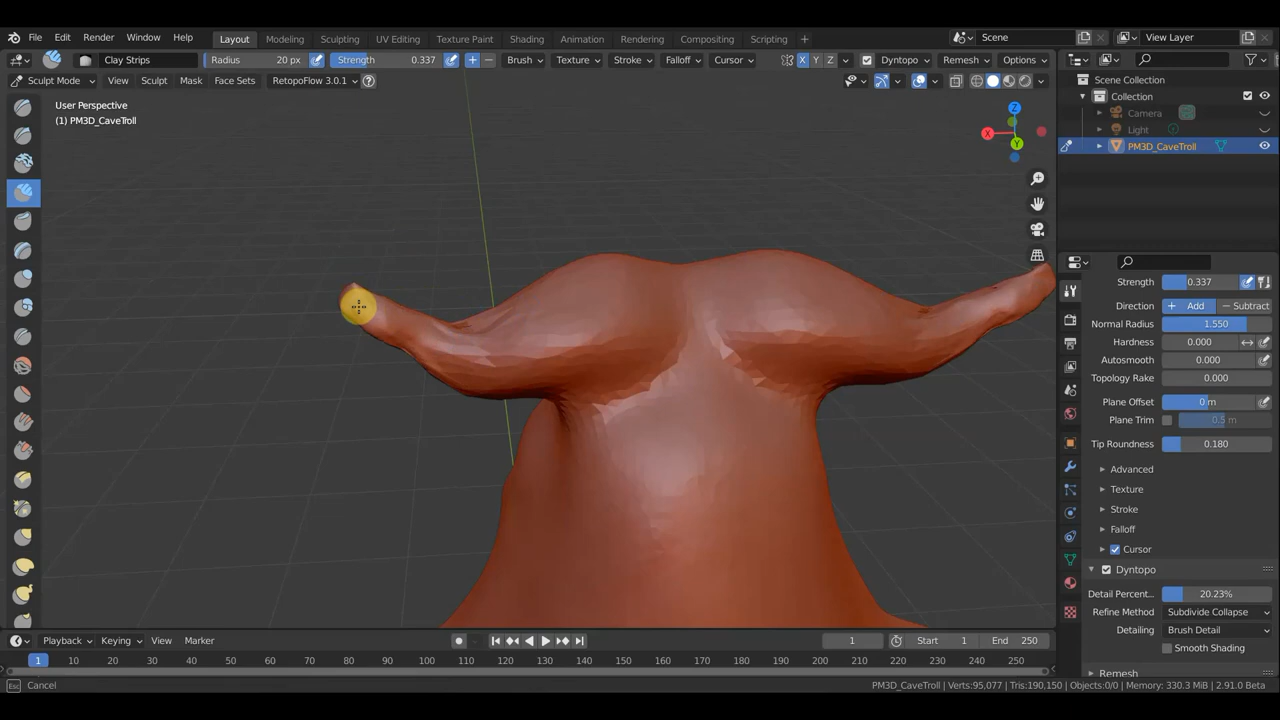 File Edit Render Window Help Layout Modeling Sculpting UV Editing Texture Paint Shading Animation Rendering Compositing Scripting + Scene View Layer
Clay Strips Radius 20 px Strength 0.337 + − Brush Texture Stroke Falloff Cursor X Y Z Dyntopo Remesh Options
Sculpt Mode View Sculpt Mask Face Sets RetopoFlow 3.0.1 ?
User Perspective
(1) PM3D_CaveTroll
Scene Collection
Collection
Camera
Light
PM3D_CaveTroll
Z
X
Y
Strength 0.337
Direction + Add − Subtract
Normal Radius 1.550
Hardness 0.000
Autosmooth 0.000
Topology Rake 0.000
Plane Offset 0 m
Plane Trim 0.5 m
Tip Roundness 0.180
Advanced
Texture
Stroke
Falloff
Cursor
Dyntopo
Detail Percent... 20.23%
Refine Method Subdivide Collapse
Detailing Brush Detail
Smooth Shading
Remesh
Playback Keying View Marker 1 Start 1 End 250
1 10 20 30 40 50 60 70 80 90 100 110 120 130 140 150 160 170 180 190 200 210 220 230 240 250
Esc Cancel PM3D_CaveTroll | Verts:95,077 | Tris:190,150 | Objects:0/0 | Memory: 330.3 MiB | 2.91.0 Beta